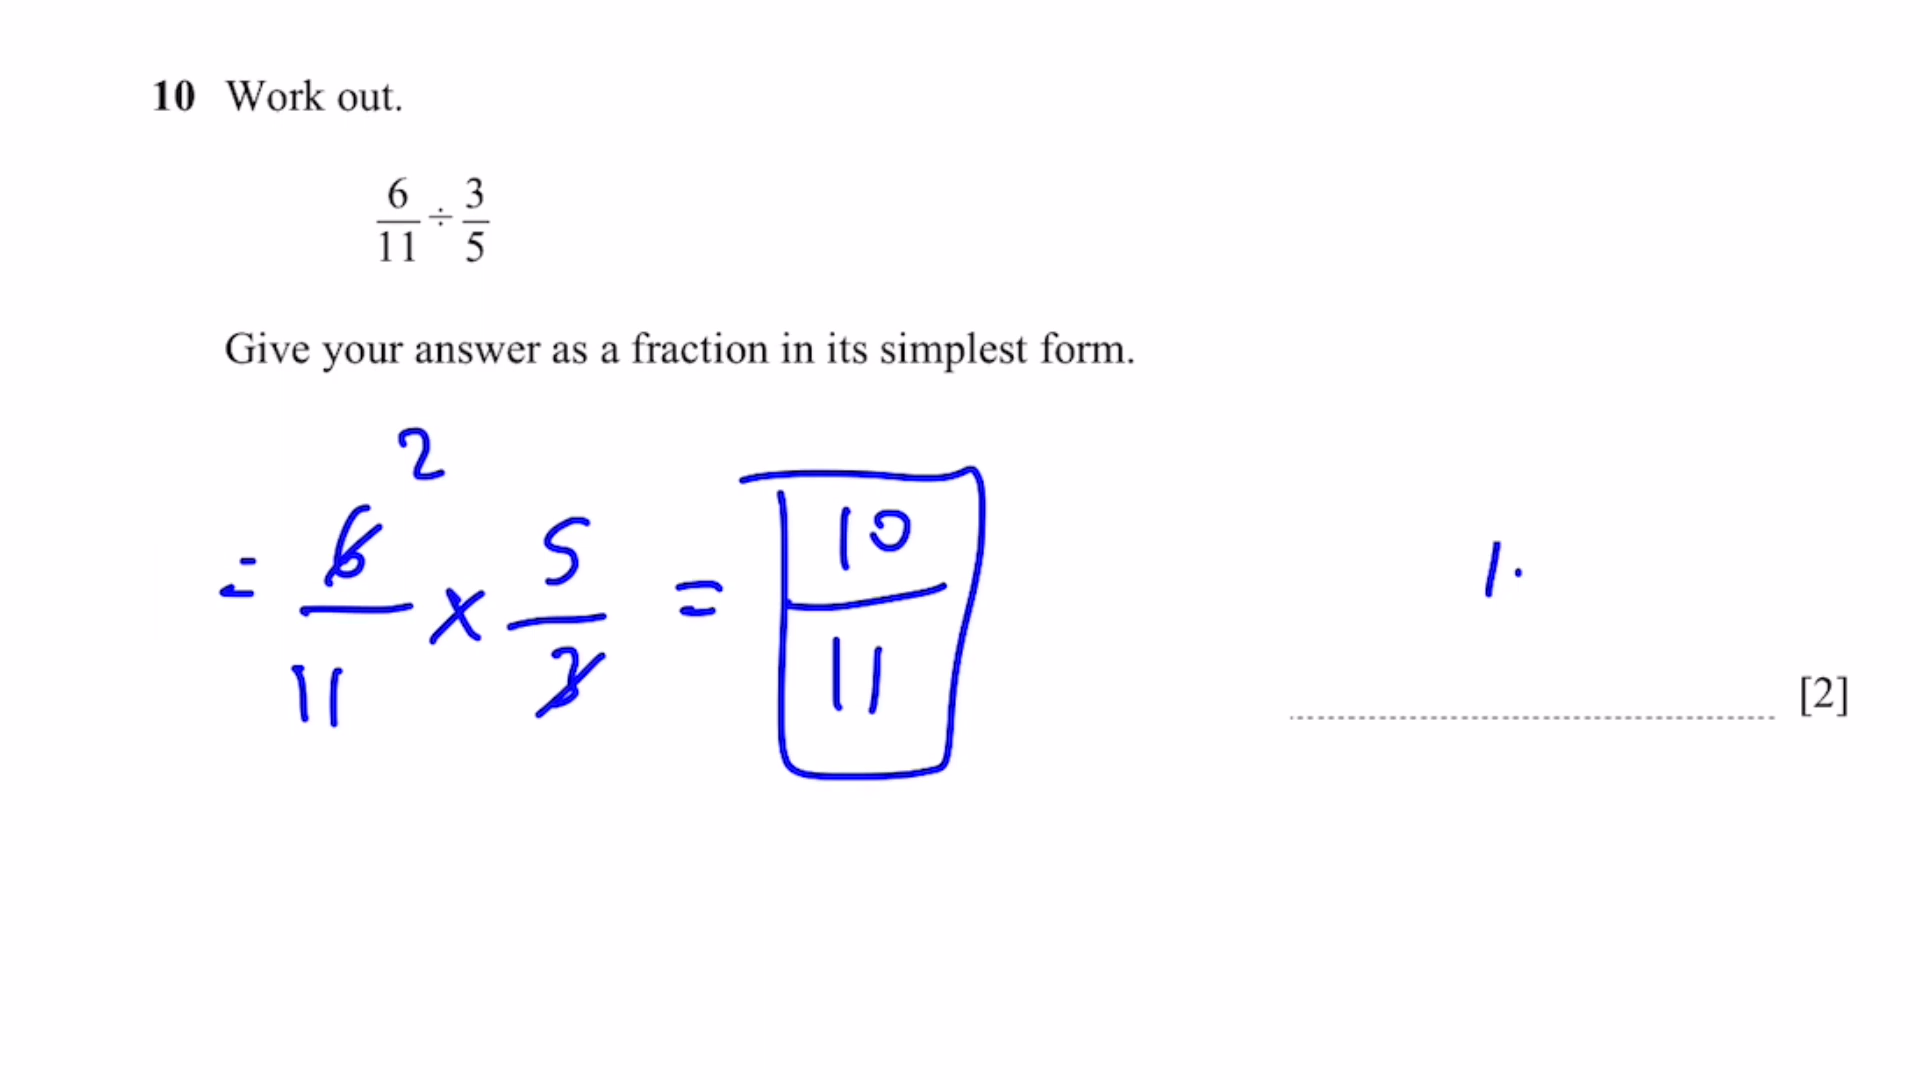 10 Work out.
6/11 ÷ 3/5
Give your answer as a fraction in its simplest form.
2
= 6/11 × 5/3 = 10/11
1.
[2]